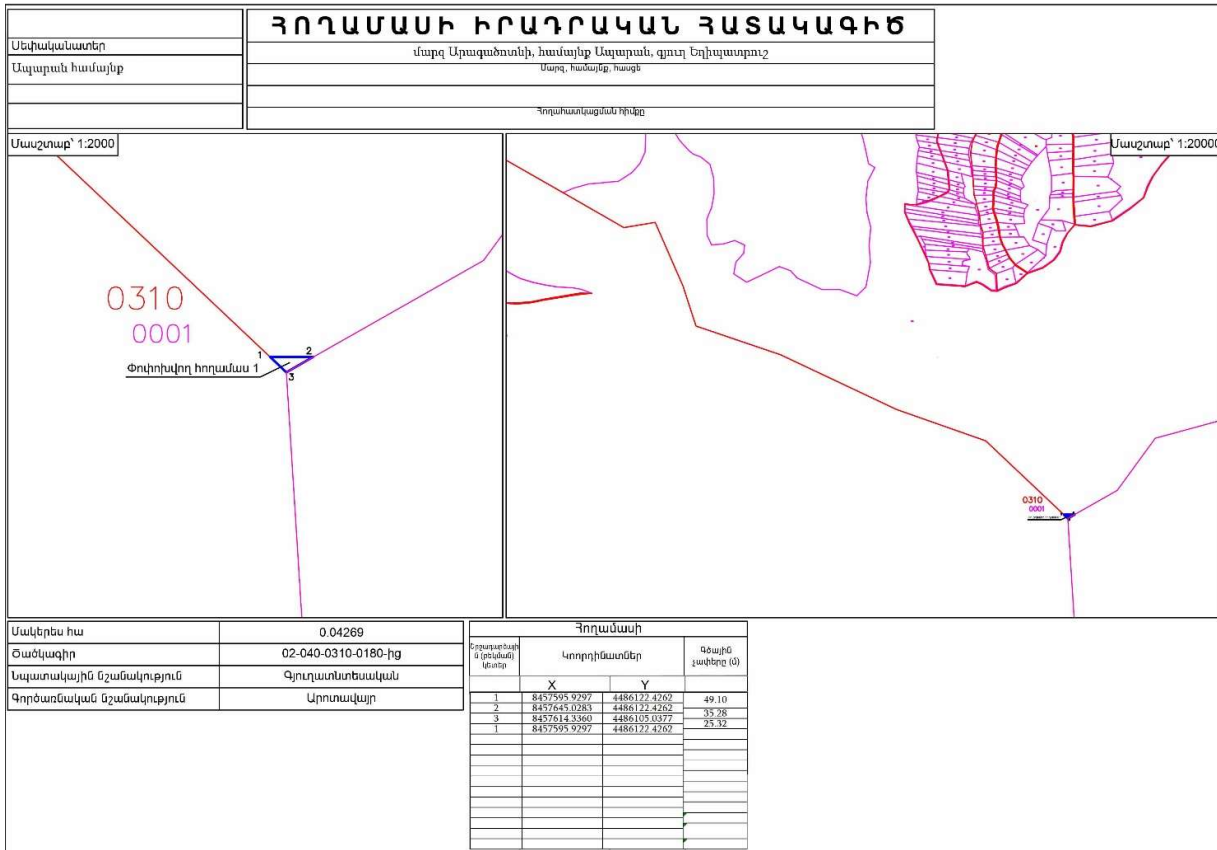 ՀՈՂԱՄԱՍԻ ԻՐԱԴՐԱԿԱՆ ՀԱՏԱԿԱԳԻԾ
Սեփականատեր
մարզ Արագածոտնի, համայնք Ապարան, գյուղ Եղիպատրուշ
Ապարան համայնք
Մարզ, համայնք, հասցե
Հողահատկացման հիմքը
Մասշտաբ՝ 1:2000
Մասշտաբ՝ 1:20000
0310
0001
1
2
3
Փոփոխվող հողամաս 1
0310
0001
Մակերես հա 0.04269
Ծածկագիր 02-040-0310-0180-ից
Նպատակային նշանակություն Գյուղատնտեսական
Գործառնական նշանակություն Արոտավայր
Հողամասի
Շրջադարձային (բեկման) կետեր
Կոորդինատներ
Գծային չափերը (մ)
X Y
1 8457595.9297 4486122.4262 49.10
2 8457645.0283 4486122.4262 35.28
3 8457614.3360 4486105.0377 25.32
1 8457595.9297 4486122.4262